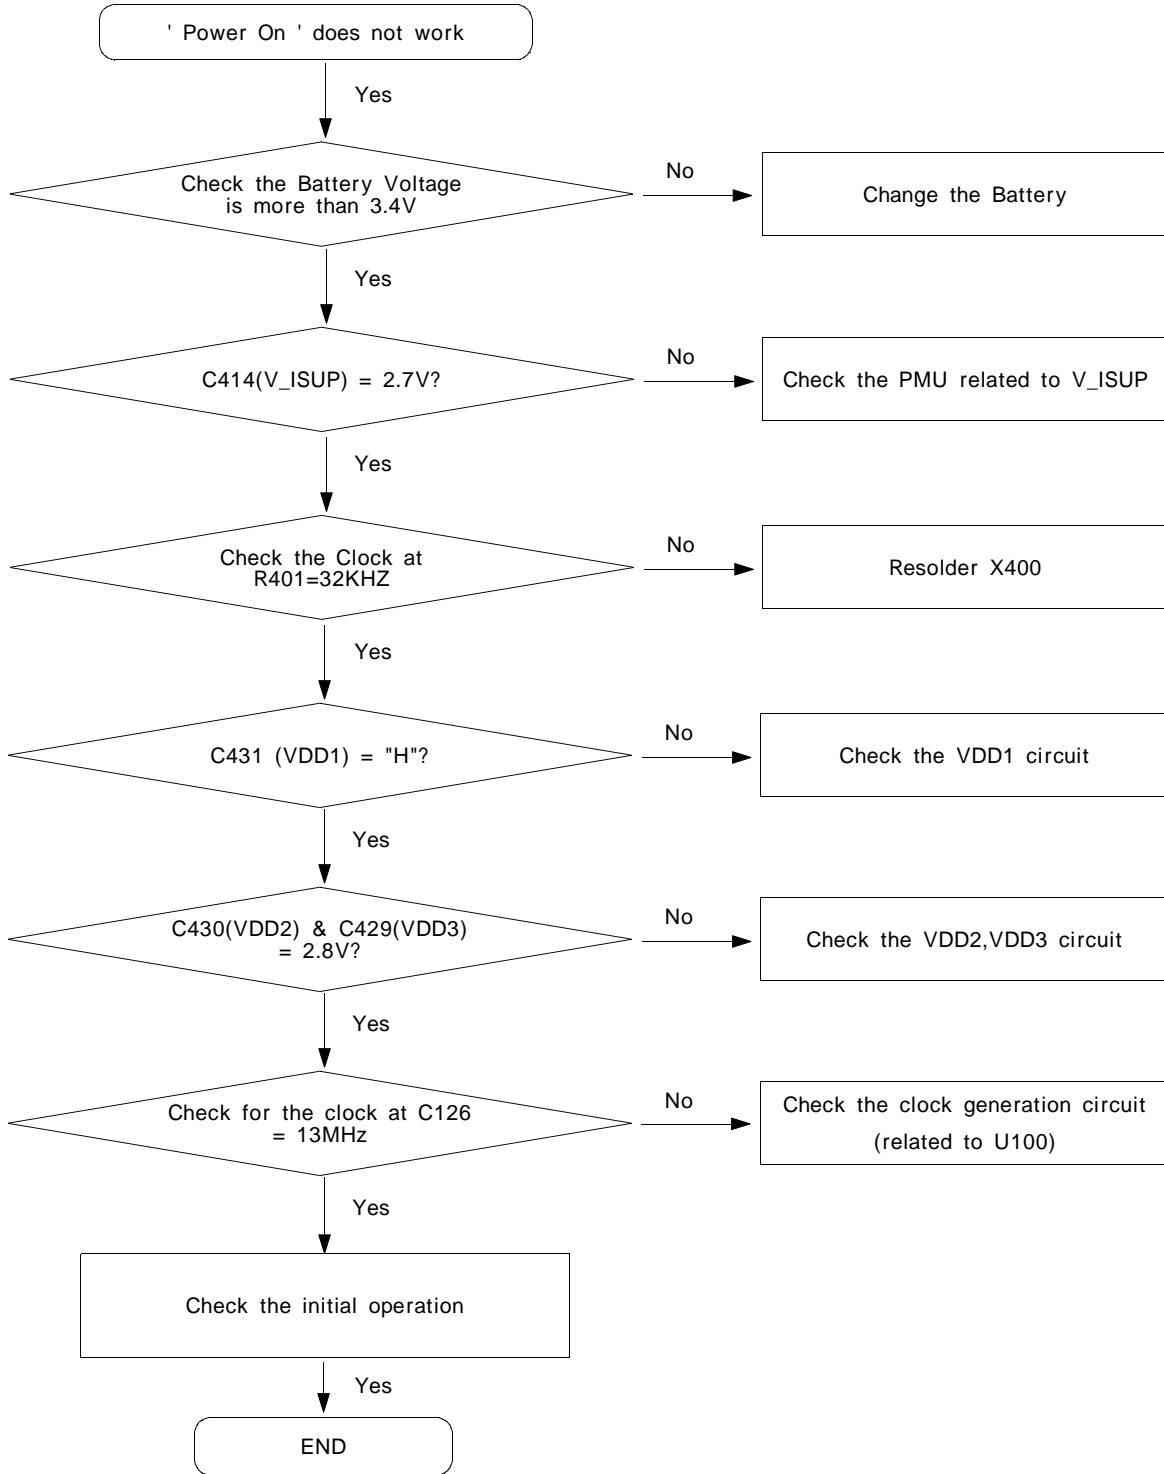 ' Power On ' does not work
Yes
Check the Battery Voltage
is more than 3.4V
No
Change the Battery
Yes
C414(V_ISUP) = 2.7V?
No
Check the PMU related to V_ISUP
Yes
Check the Clock at
R401=32KHZ
No
Resolder X400
Yes
C431 (VDD1) = "H"?
No
Check the VDD1 circuit
Yes
C430(VDD2) & C429(VDD3)
= 2.8V?
No
Check the VDD2,VDD3 circuit
Yes
Check for the clock at C126
= 13MHz
No
Check the clock generation circuit
(related to U100)
Yes
Check the initial operation
Yes
END